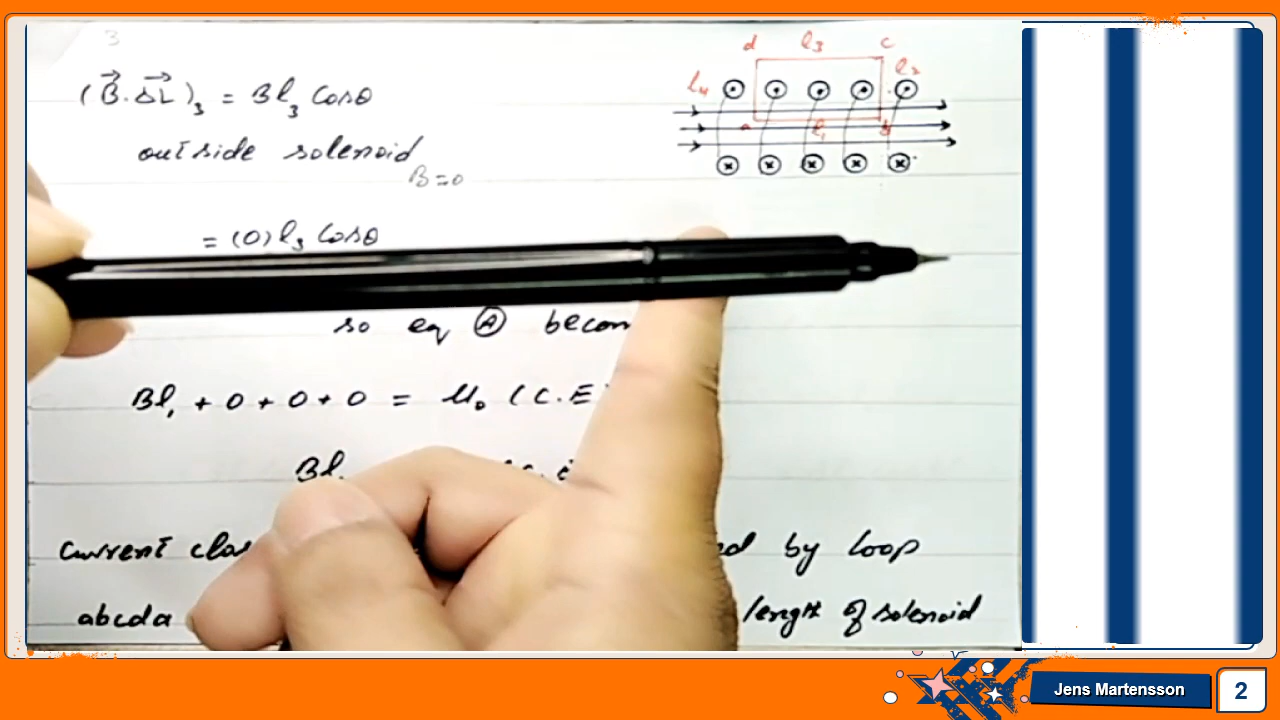 3
(B⃗.ΔL⃗)₃ = Bl₃ Cosθ
outside solenoid
B=0
= (0) l₃ Cosθ
so eq Ⓐ
Bl₁ + 0 + 0 + 0 = μ₀ (C.E
Bl
current
by loop
abcda
length of solenoid
d l₃ c
l₄ l₂
a l₁ b
Jens Martensson
2